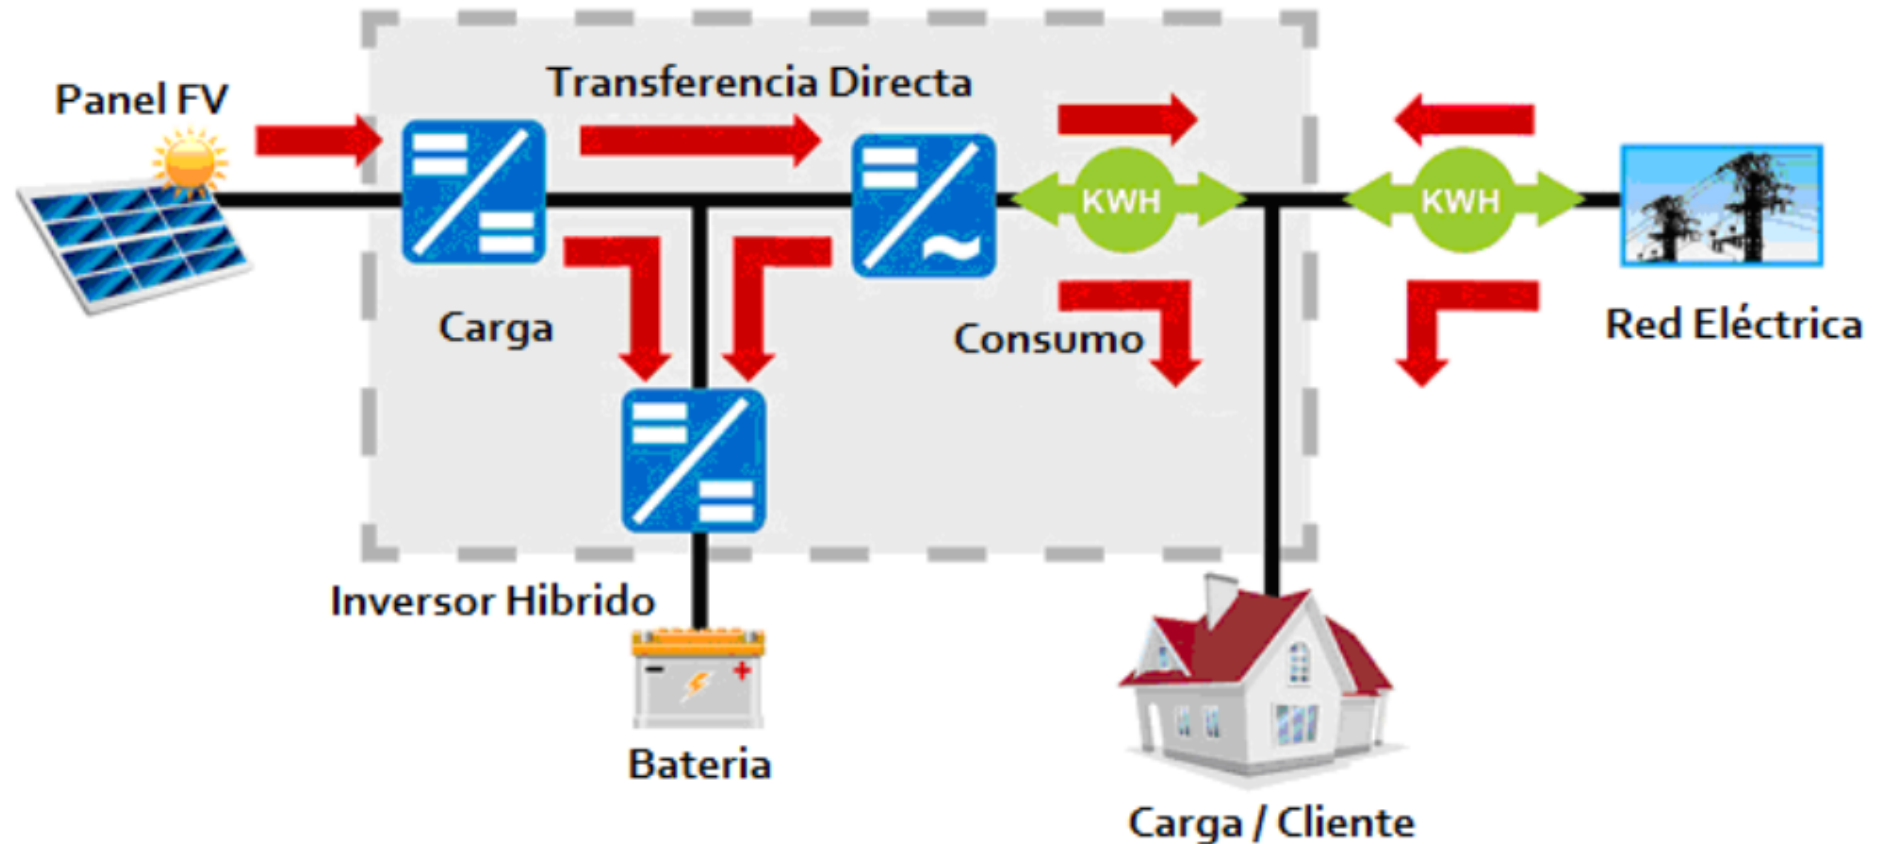 Panel FV
Transferencia Directa
KWH
KWH
Carga
Consumo
Red Eléctrica
Inversor Hibrido
- +
Bateria
Carga / Cliente